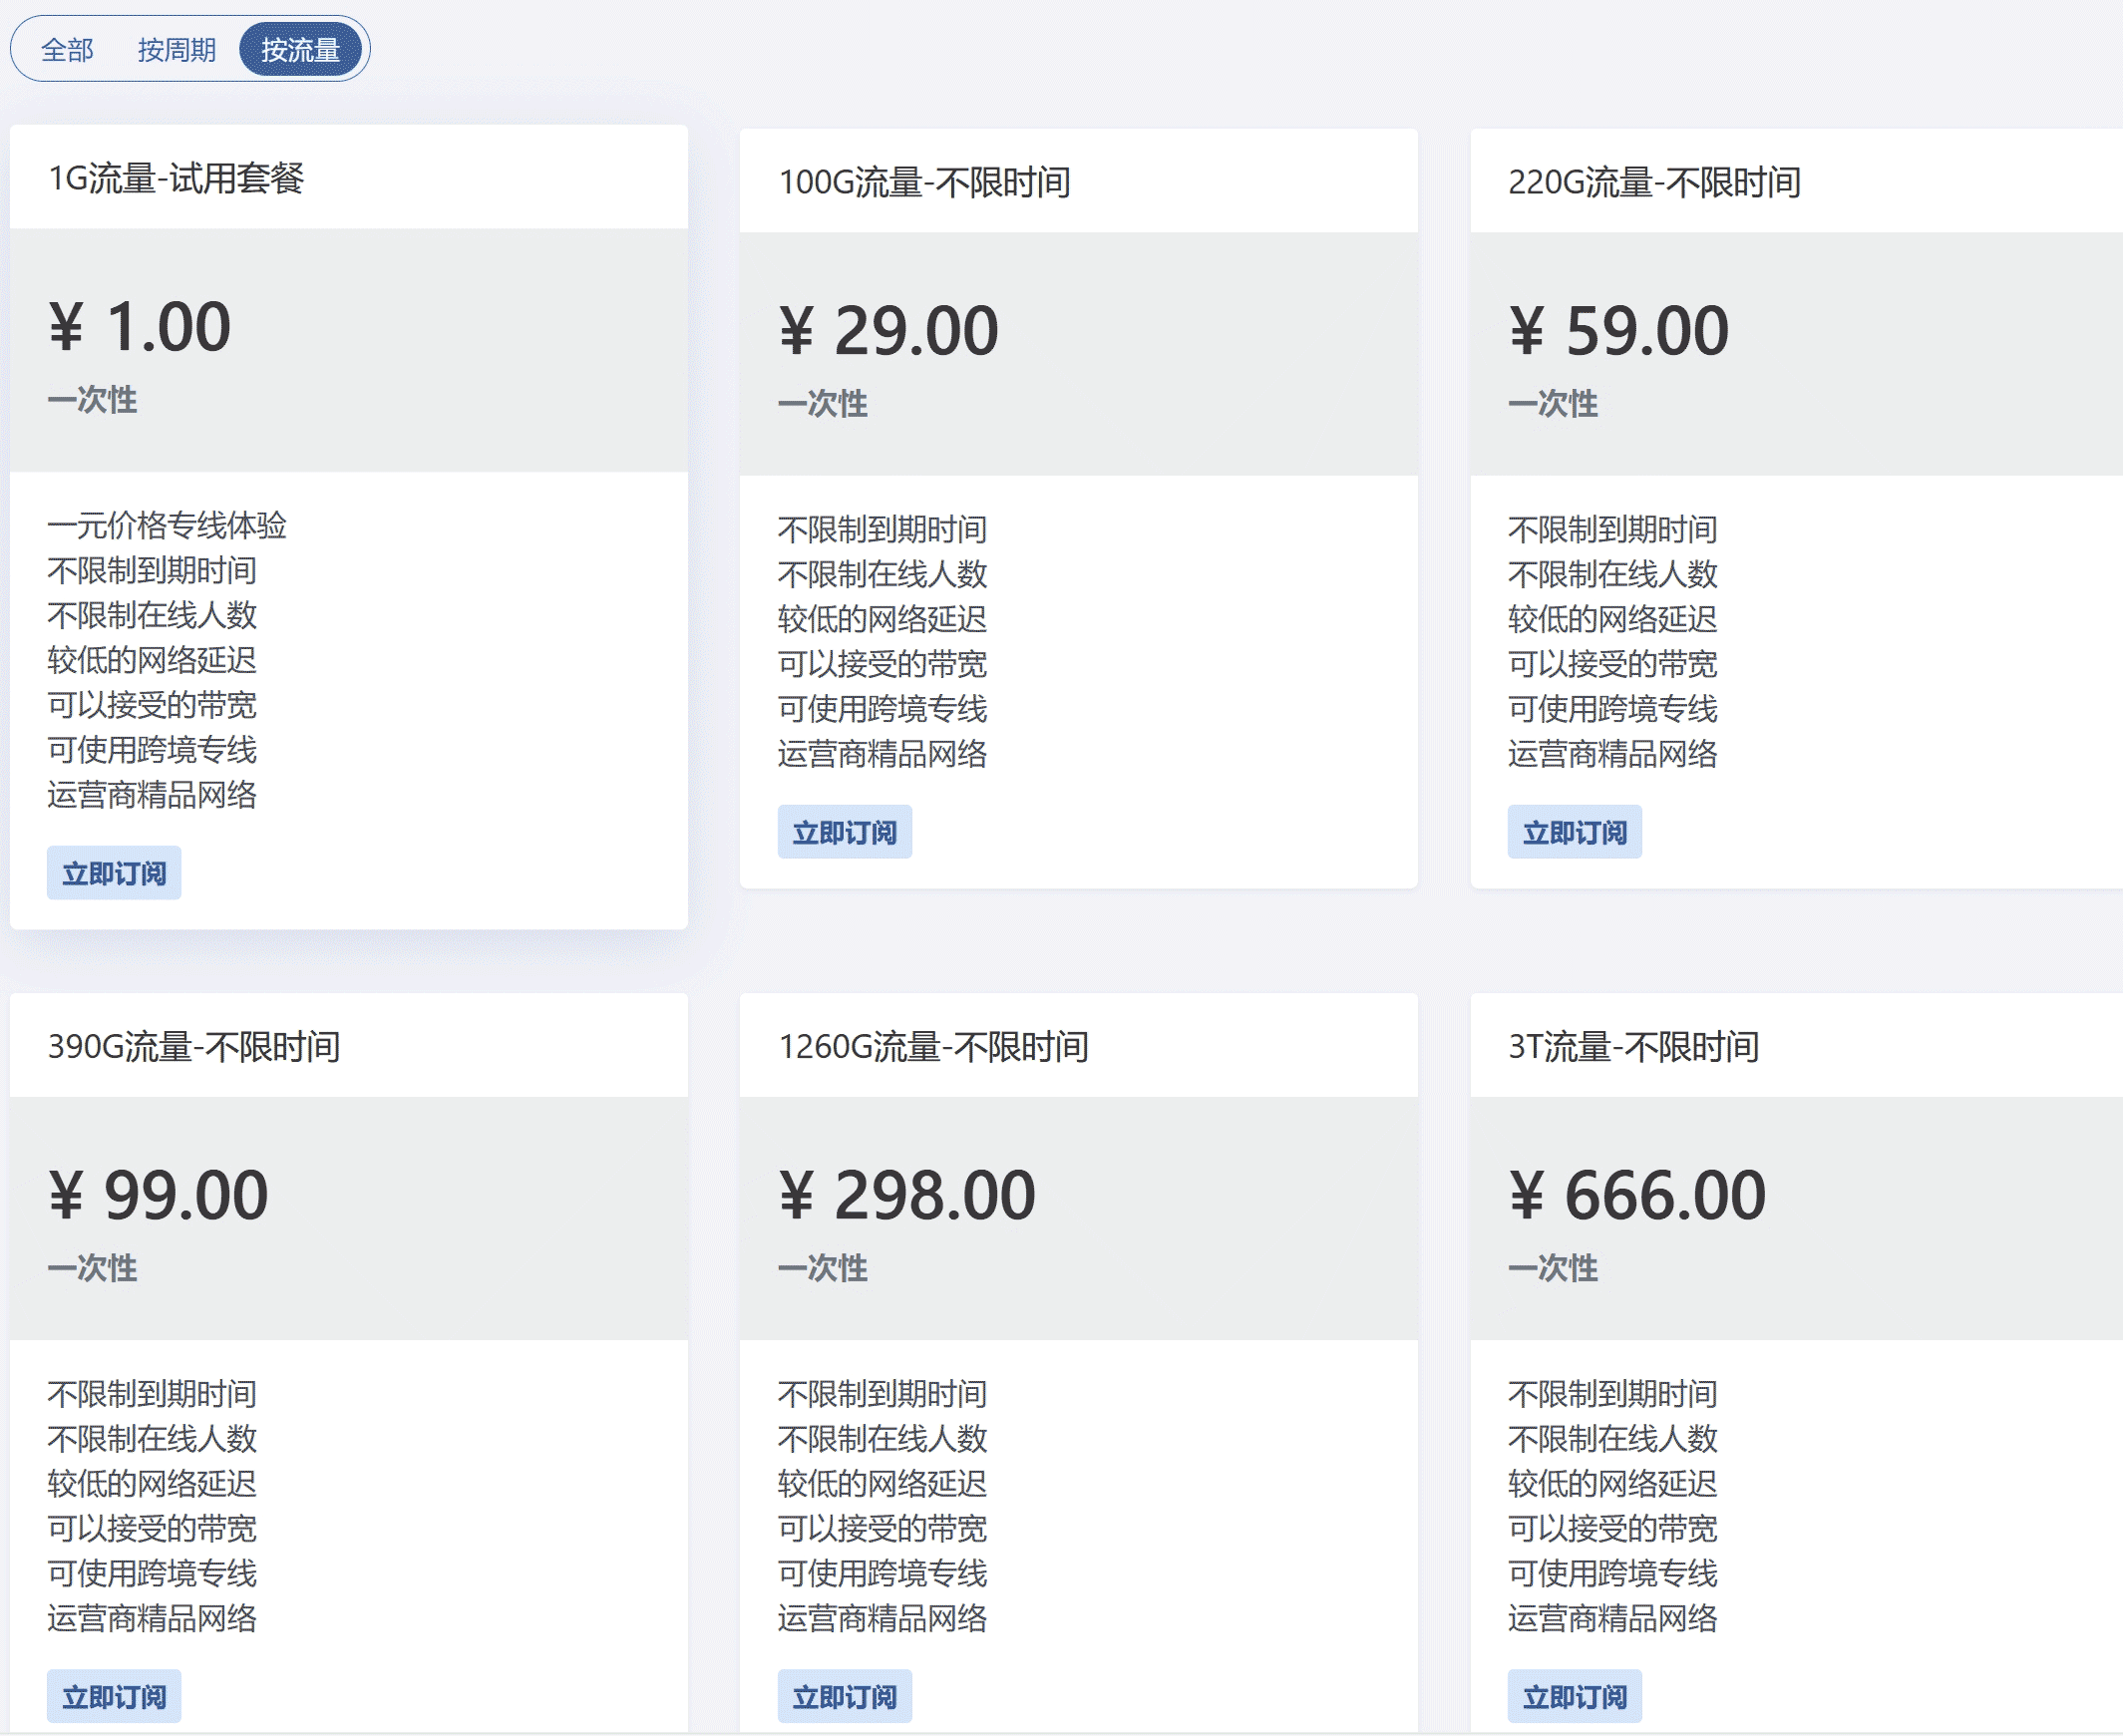 全部 按周期 按流量
1G流量-试用套餐
¥ 1.00
一次性
一元价格专线体验
不限制到期时间
不限制在线人数
较低的网络延迟
可以接受的带宽
可使用跨境专线
运营商精品网络
立即订阅
100G流量-不限时间
¥ 29.00
一次性
不限制到期时间
不限制在线人数
较低的网络延迟
可以接受的带宽
可使用跨境专线
运营商精品网络
立即订阅
220G流量-不限时间
¥ 59.00
一次性
不限制到期时间
不限制在线人数
较低的网络延迟
可以接受的带宽
可使用跨境专线
运营商精品网络
立即订阅
390G流量-不限时间
¥ 99.00
一次性
不限制到期时间
不限制在线人数
较低的网络延迟
可以接受的带宽
可使用跨境专线
运营商精品网络
立即订阅
1260G流量-不限时间
¥ 298.00
一次性
不限制到期时间
不限制在线人数
较低的网络延迟
可以接受的带宽
可使用跨境专线
运营商精品网络
立即订阅
3T流量-不限时间
¥ 666.00
一次性
不限制到期时间
不限制在线人数
较低的网络延迟
可以接受的带宽
可使用跨境专线
运营商精品网络
立即订阅